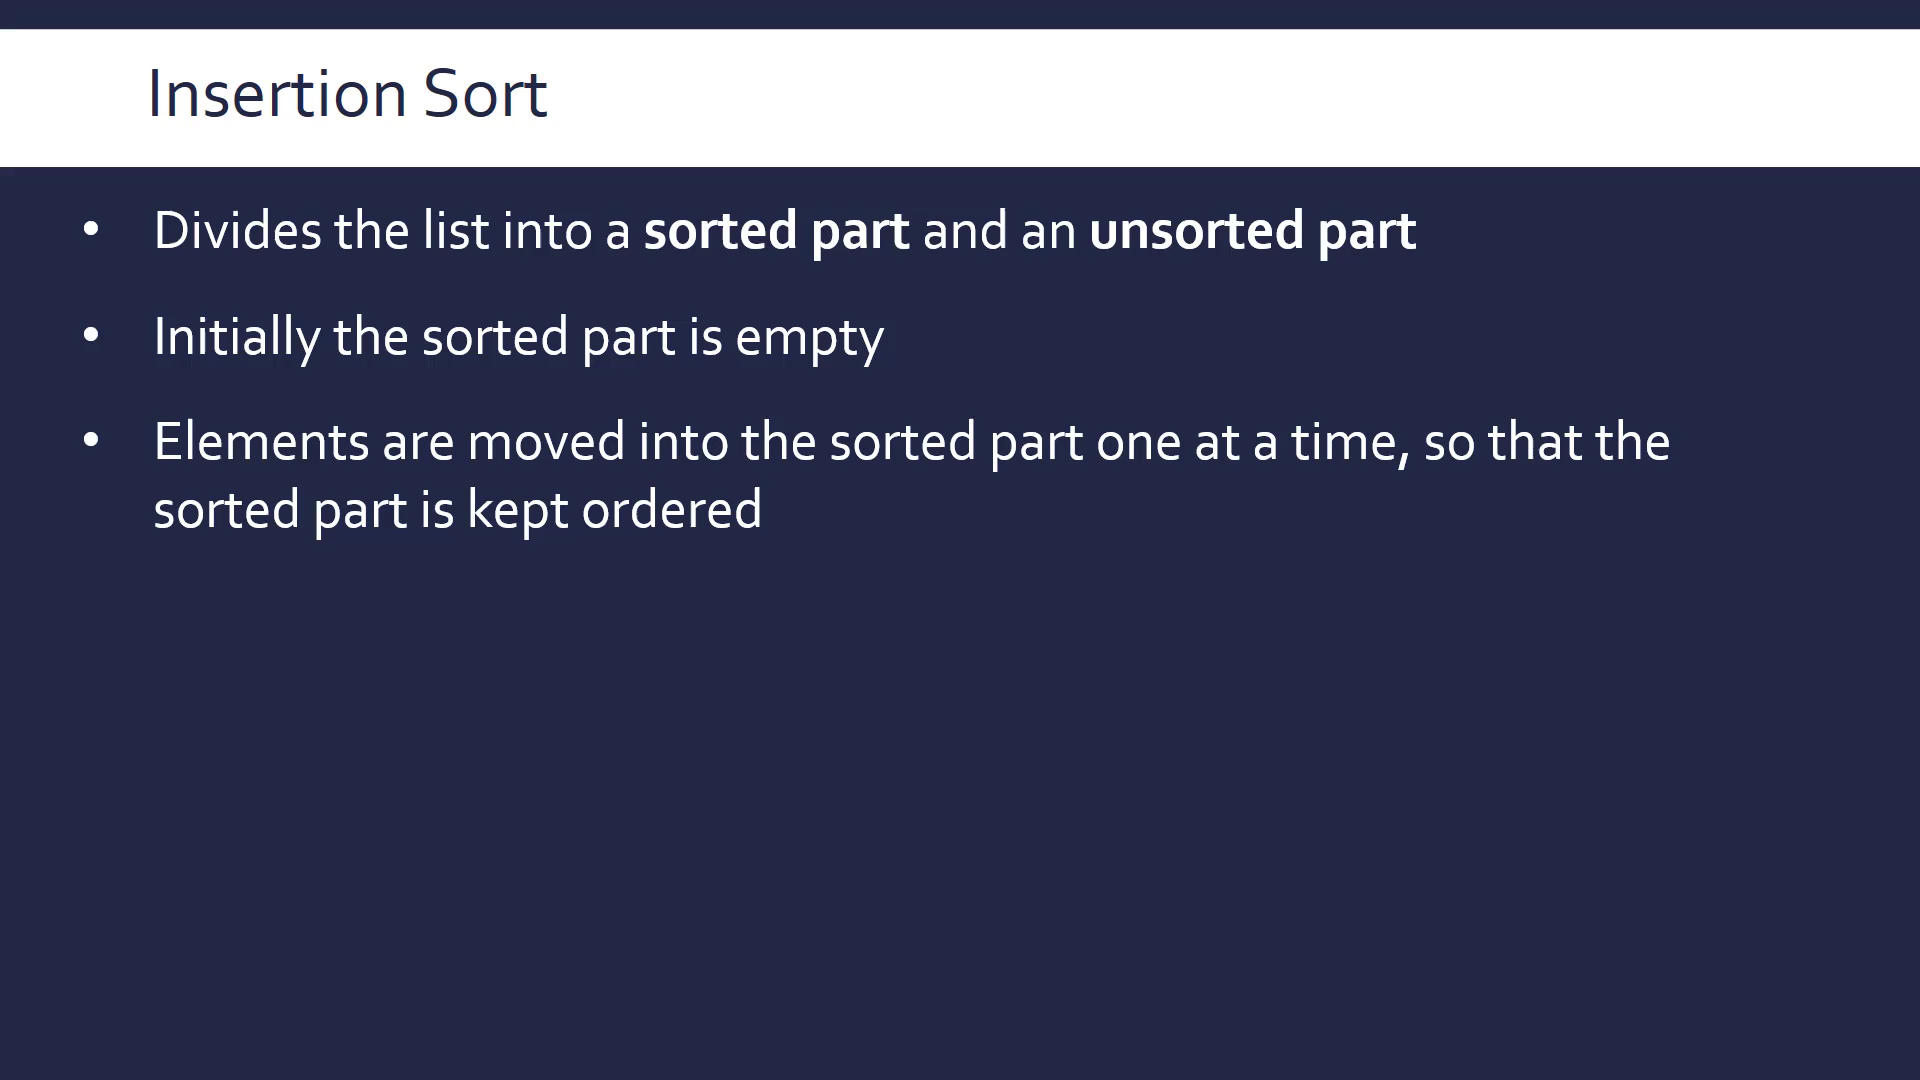 Insertion Sort
• Divides the list into a sorted part and an unsorted part
• Initially the sorted part is empty
• Elements are moved into the sorted part one at a time, so that the
sorted part is kept ordered